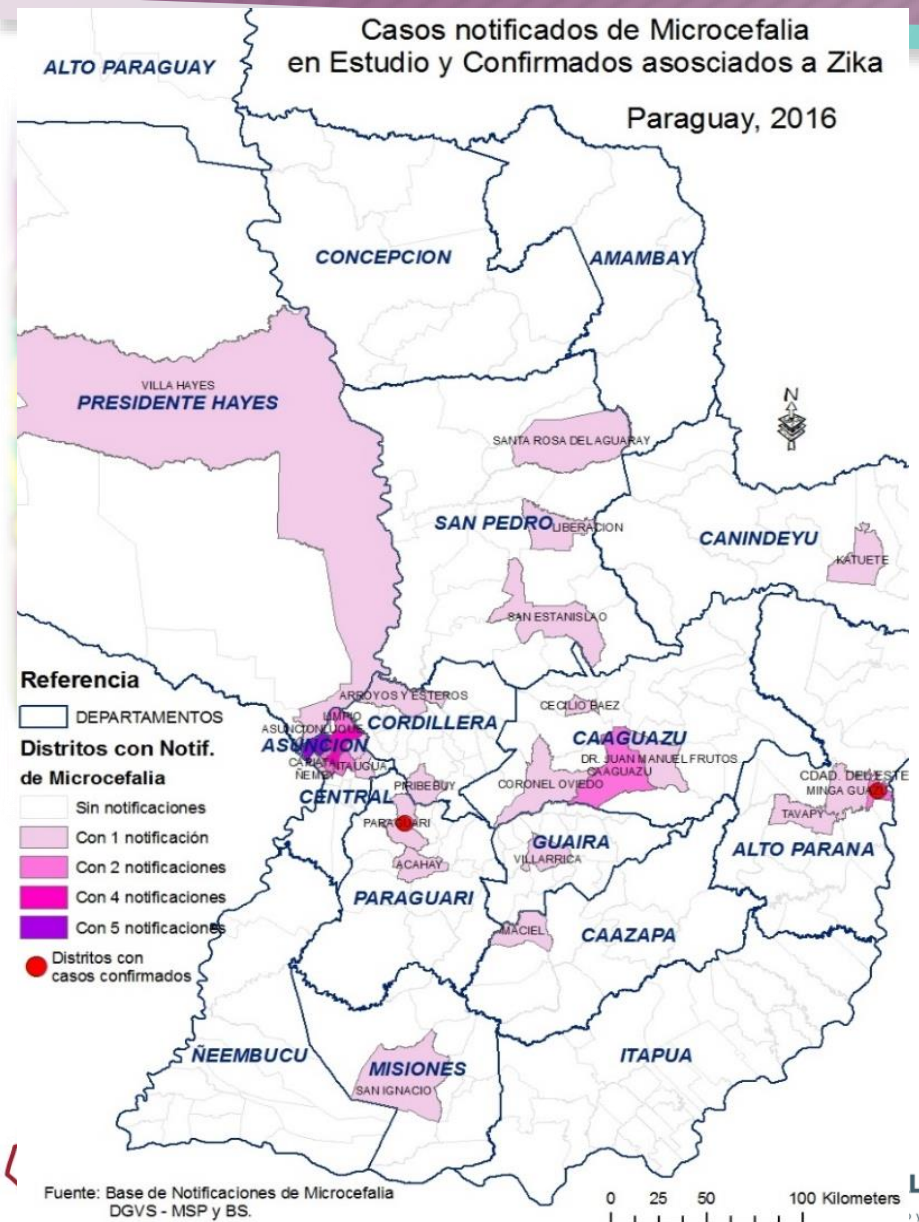 Casos notificados de Microcefalia
en Estudio y Confirmados asosciados a Zika
Paraguay, 2016
ALTO PARAGUAY
CONCEPCION
AMAMBAY
VILLA HAYES
PRESIDENTE HAYES
N
SANTA ROSA DEL AGUARAY
SAN PEDRO
LIBERACION
CANINDEYU
KATUETE
SAN ESTANISLAO
Referencia
DEPARTAMENTOS
Distritos con Notif.
de Microcefalia
Sin notificaciones
Con 1 notificación
Con 2 notificaciones
Con 4 notificaciones
Con 5 notificaciones
Distritos con
casos confirmados
ARROYOS Y ESTEROS
LIMPIO
ASUNCION
LUQUE
CORDILLERA
ASUNCION
CAPIATA
ITAUGUA
ÑEMBY
CENTRAL
PIRIBEBUY
CECILIO BAEZ
CAAGUAZU
DR. JUAN MANUEL FRUTOS
CAAGUAZU
CORONEL OVIEDO
CDAD. DEL ESTE
MINGA GUAZU
TAVAPY
ALTO PARANA
PARAGUARI
ACAHAY
PARAGUARI
GUAIRA
VILLARRICA
MACIEL
CAAZAPA
ÑEEMBUCU
MISIONES
SAN IGNACIO
ITAPUA
Fuente: Base de Notificaciones de Microcefalia
DGVS - MSP y BS.
0 25 50 100 Kilometers
L